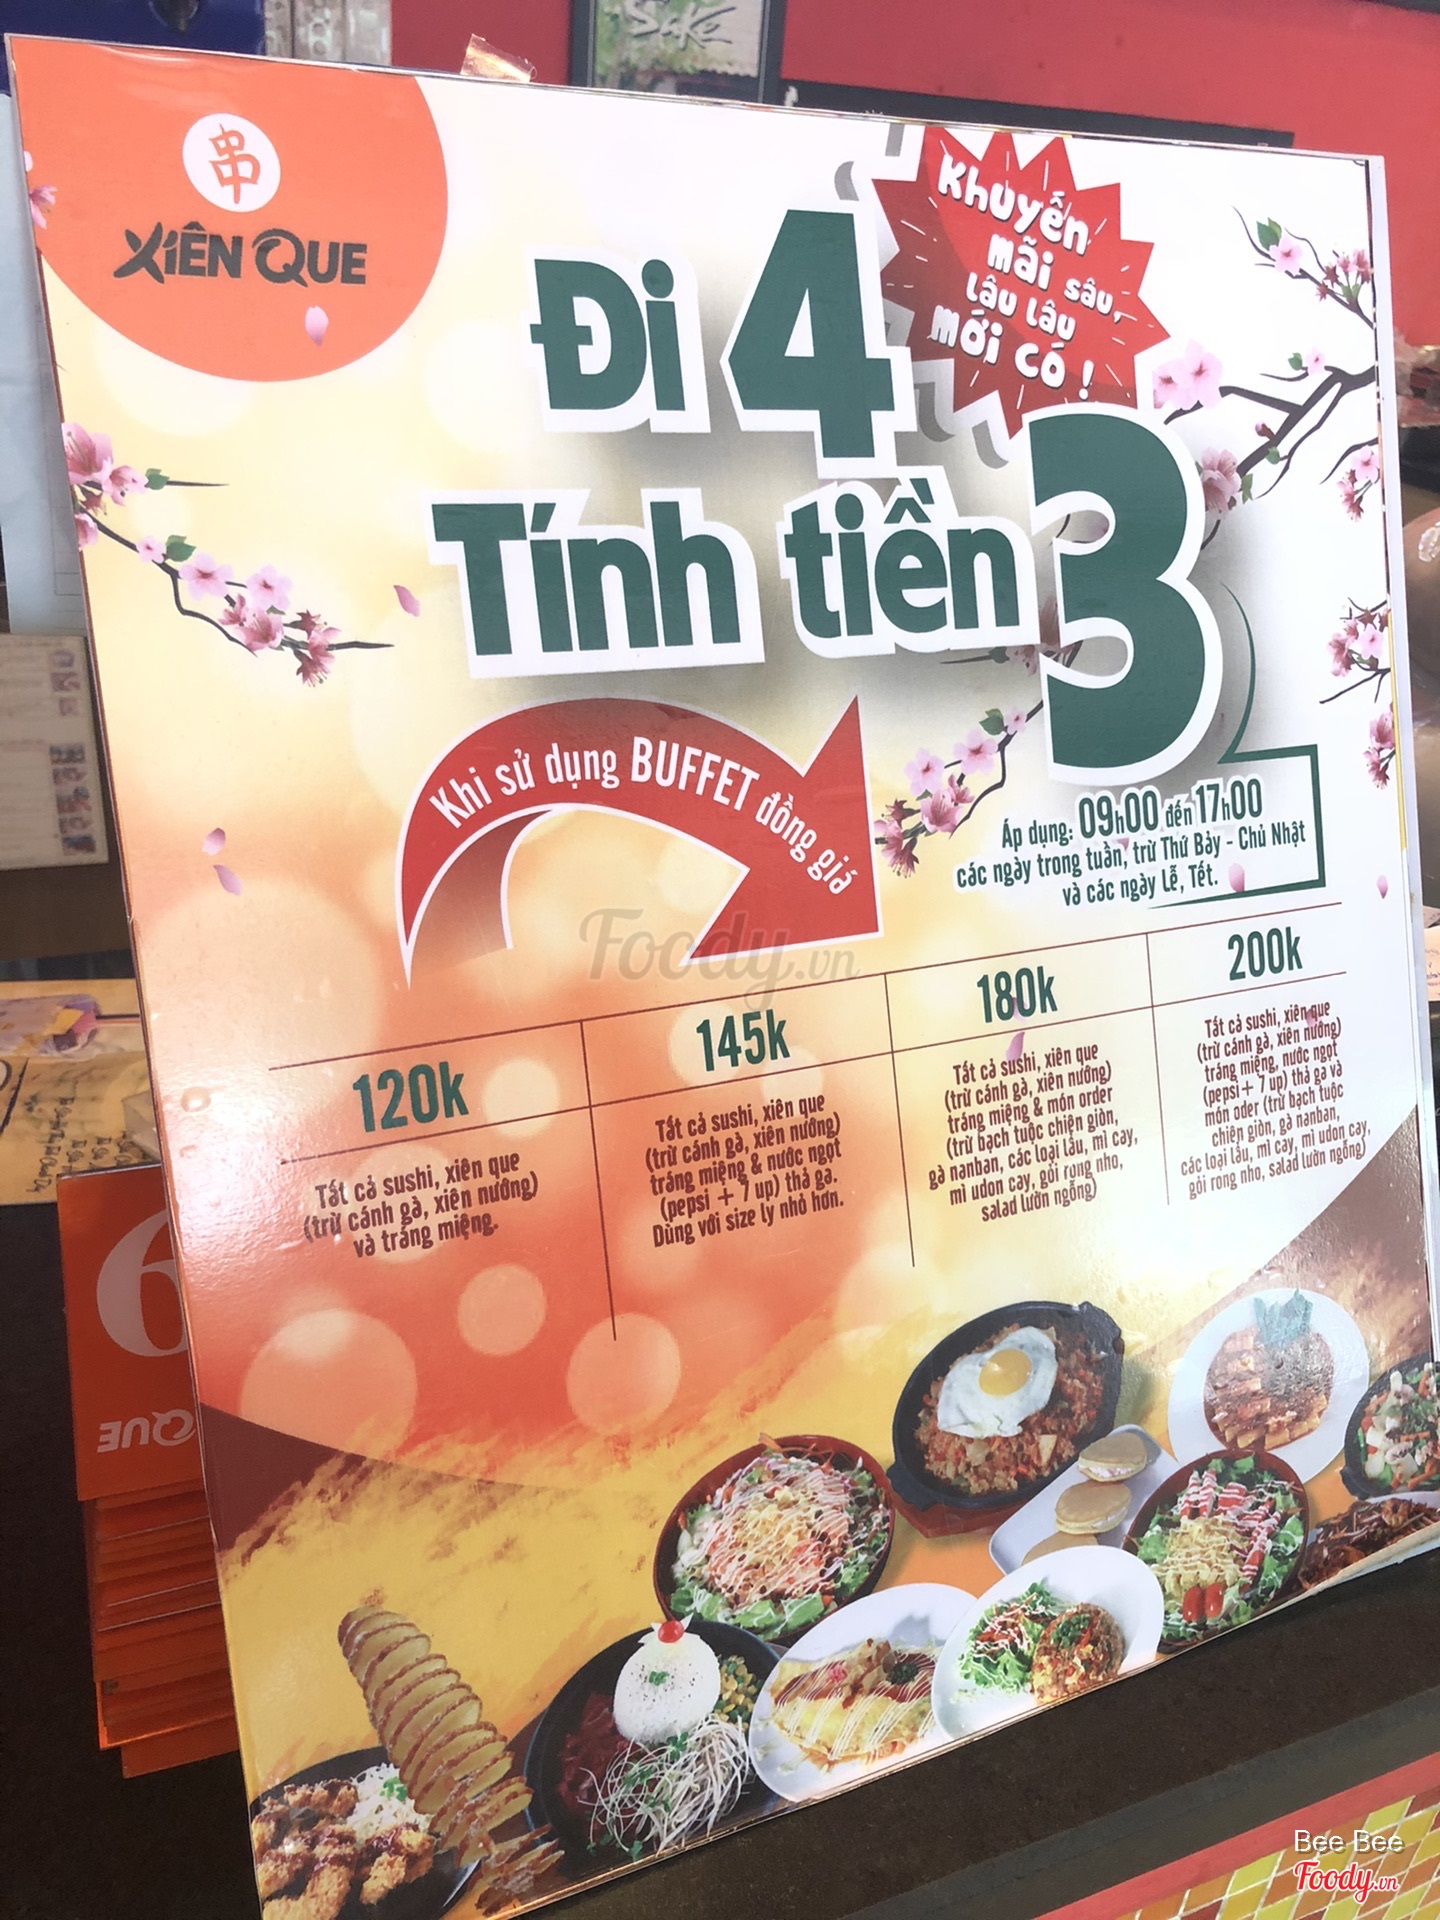 Sake
串
XIÊN QUE
Khuyến
mãi sâu,
lâu lâu
mới có !
Đi 4
Tính tiền 3
Khi sử dụng BUFFET đồng giá
Áp dụng: 09h00 đến 17h00
các ngày trong tuần, trừ Thứ Bảy - Chủ Nhật
và các ngày Lễ, Tết.
Foody.vn
120k
Tất cả sushi, xiên que
(trừ cánh gà, xiên nướng)
và tráng miệng.
145k
Tất cả sushi, xiên que
(trừ cánh gà, xiên nướng)
tráng miệng & nước ngọt
(pepsi + 7 up) thả ga.
Dùng với size ly nhỏ hơn.
180k
Tất cả sushi, xiên que
(trừ cánh gà, xiên nướng)
tráng miệng & món order
(trừ bạch tuộc chiên giòn,
gà nanban, các loại lẩu, mì cay,
mì udon cay, gỏi rong nho,
salad lườn ngỗng)
200k
Tất cả sushi, xiên que
(trừ cánh gà, xiên nướng)
tráng miệng, nước ngọt
(pepsi + 7 up) thả ga và
món oder (trừ bạch tuộc
chiên giòn, gà nanban,
các loại lẩu, mì cay, mì udon cay,
gỏi rong nho, salad lườn ngỗng)
6
QUE
Bee Bee
Foody.vn